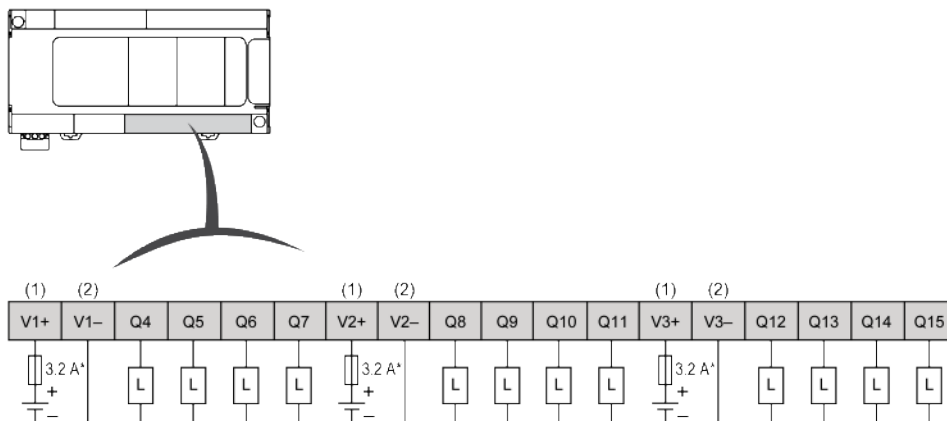 (1) (2) (1) (2) (1) (2)
V1+ V1– Q4 Q5 Q6 Q7 V2+ V2– Q8 Q9 Q10 Q11 V3+ V3– Q12 Q13 Q14 Q15
3.2 A* L L L L 3.2 A* L L L L 3.2 A* L L L L
+ + +
– – –